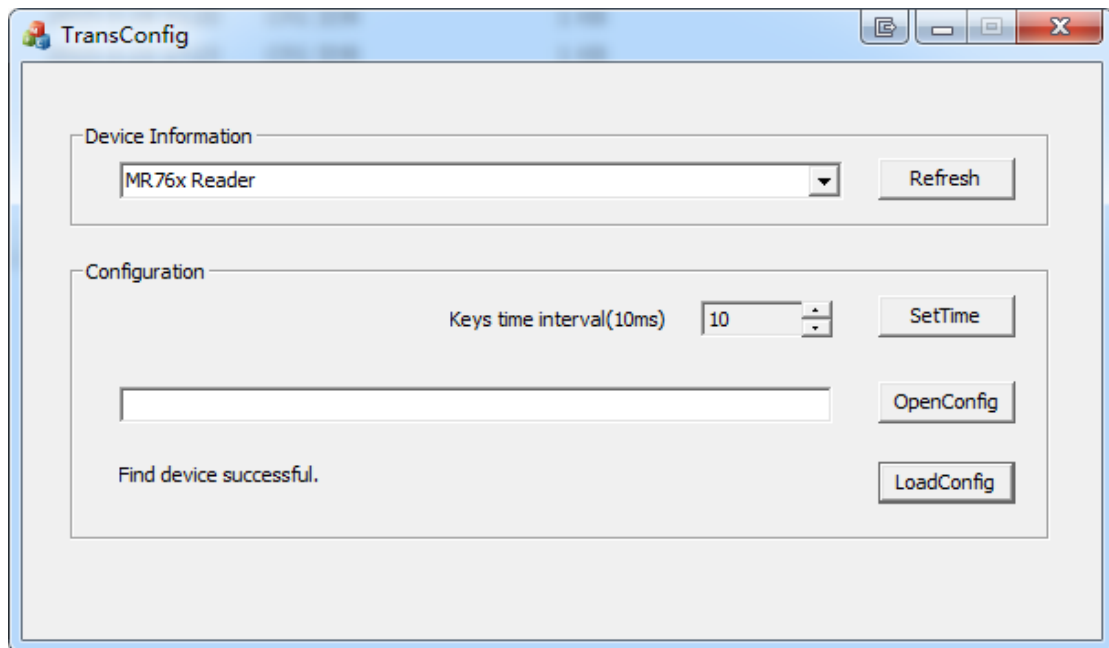 TransConfig
Device Information
MR76x Reader
Refresh
Configuration
Keys time interval(10ms)
10
SetTime
OpenConfig
Find device successful.
LoadConfig